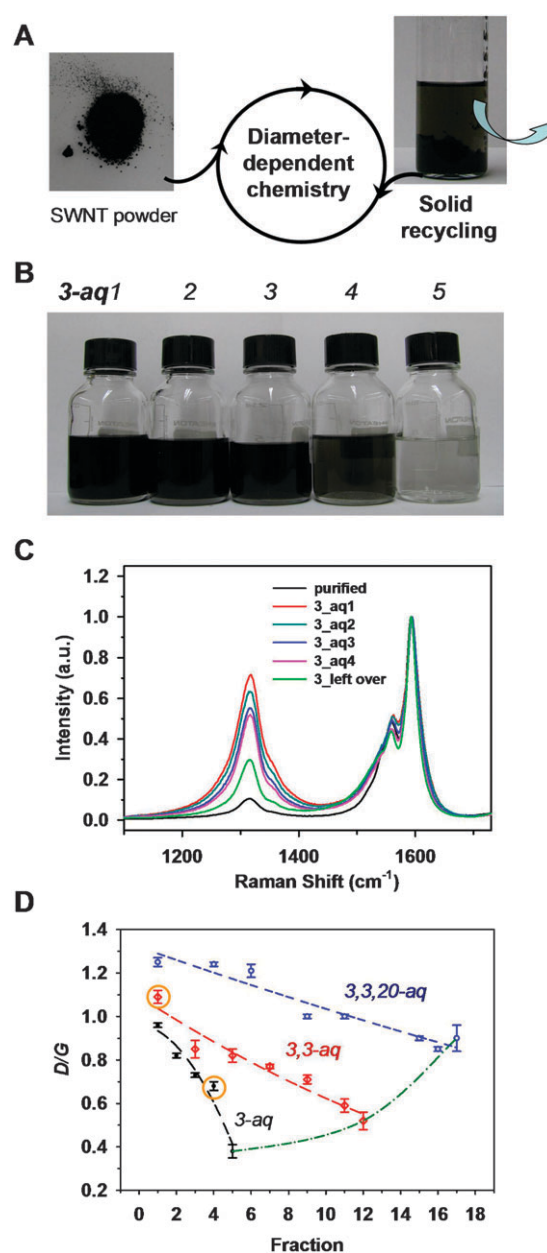 A
Diameter-
dependent
chemistry
SWNT powder
Solid
recycling
B
3-aq1 2 3 4 5
C
1.2
1.0
0.8
0.6
0.4
0.2
0.0
Intensity (a.u.)
purified
3_aq1
3_aq2
3_aq3
3_aq4
3_left over
1200 1400 1600
Raman Shift (cm-1)
D
1.4
1.2
1.0
0.8
0.6
0.4
0.2
D/G
3,3,20-aq
3,3-aq
3-aq
0 2 4 6 8 10 12 14 16 18
Fraction